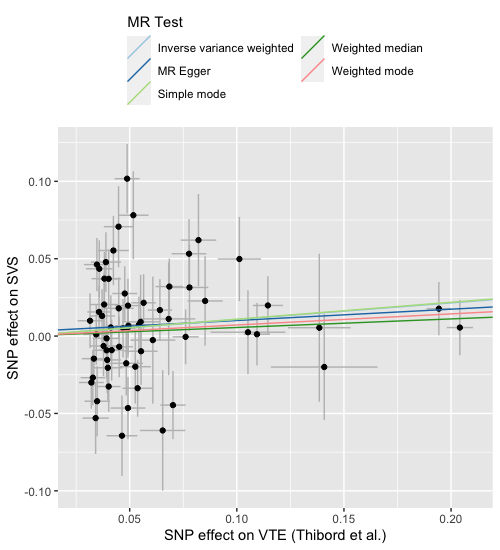 MR Test
Inverse variance weighted
Weighted median
MR Egger
Weighted mode
Simple mode
0.10
0.05
0.00
-0.05
-0.10
SNP effect on SVS
0.05
0.10
0.15
0.20
SNP effect on VTE (Thibord et al.)